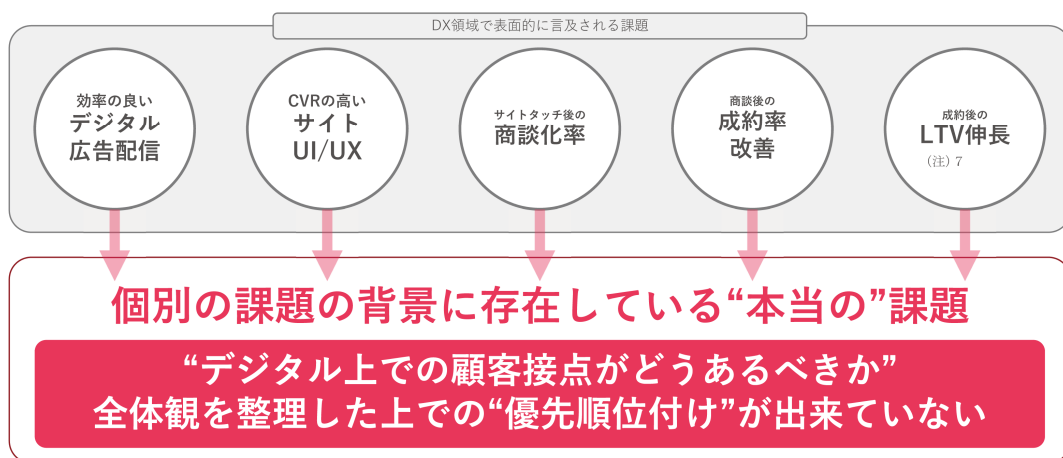 DX領域で表面的に言及される課題
効率の良い
デジタル
広告配信
CVRの高い
サイト
UI/UX
サイトタッチ後の
商談化率
商談後の
成約率
改善
成約後の
LTV伸長
(注) 7
個別の課題の背景に存在している“本当の”課題
“デジタル上での顧客接点がどうあるべきか”
全体観を整理した上での“優先順位付け”が出来ていない